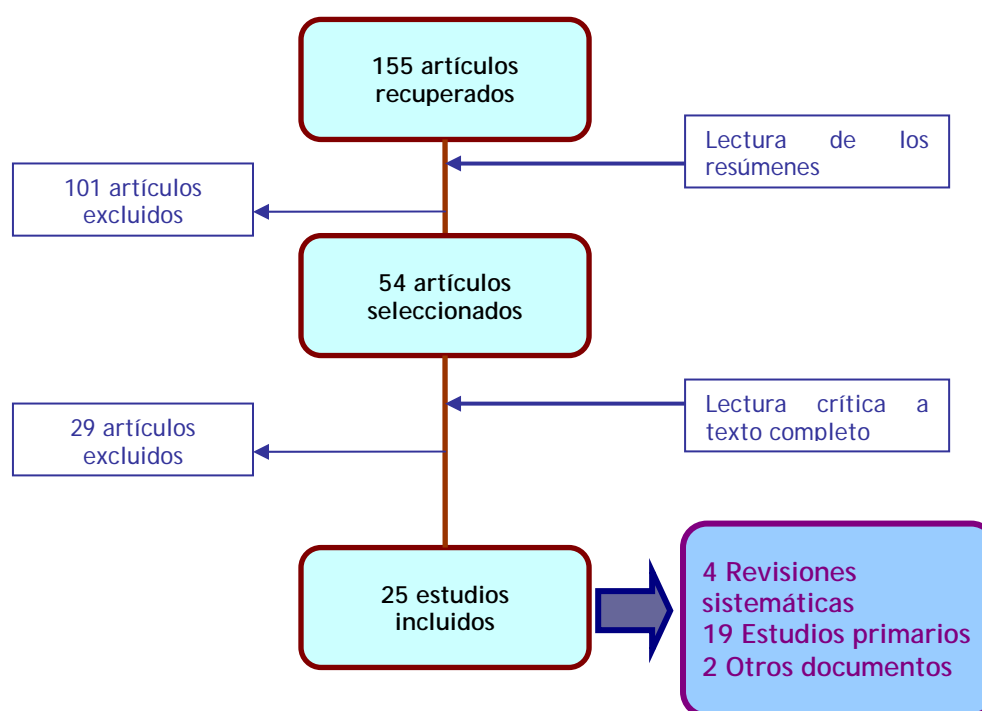 155 artículos
recuperados
Lectura de los
resúmenes
101 artículos
excluidos
54 artículos
seleccionados
Lectura crítica a
texto completo
29 artículos
excluidos
25 estudios
incluidos
4 Revisiones
sistemáticas
19 Estudios primarios
2 Otros documentos